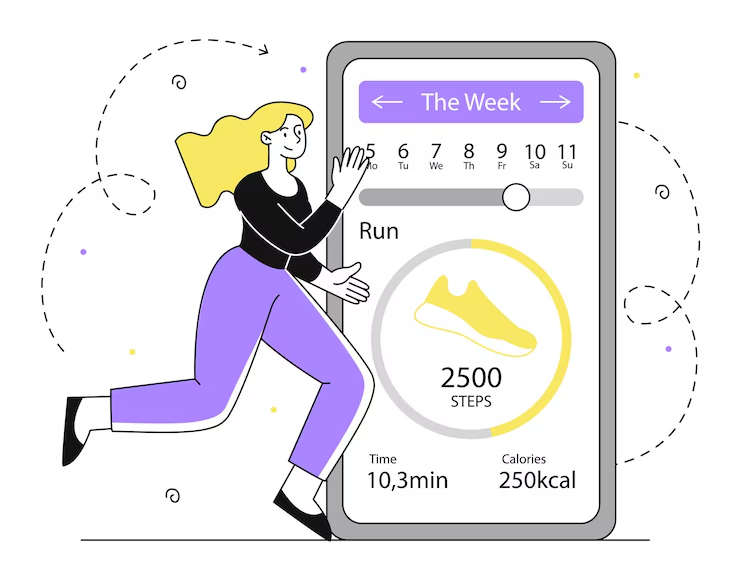 The Week
5 6 7 8 9 10 11
Mo Tu We Th Fr Sa Su
Run
2500
STEPS
Time Calories
10,3min 250kcal